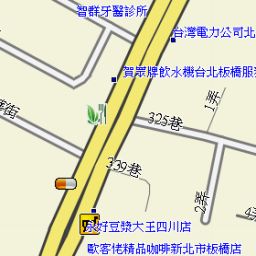 智群牙醫診所
台灣電力公司北
賀眾牌飲水機台北板橋服務
1弄
325巷
街
339巷
2弄
永好豆漿大王四川店
歐客佬精品咖啡新北市板橋店